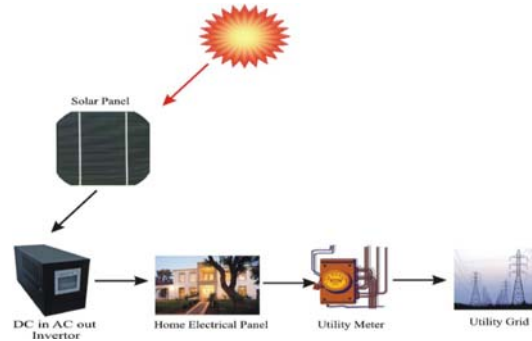 Solar Panel
DC in AC out
Invertor
Home Electrical Panel
Utility Meter
Utility Grid